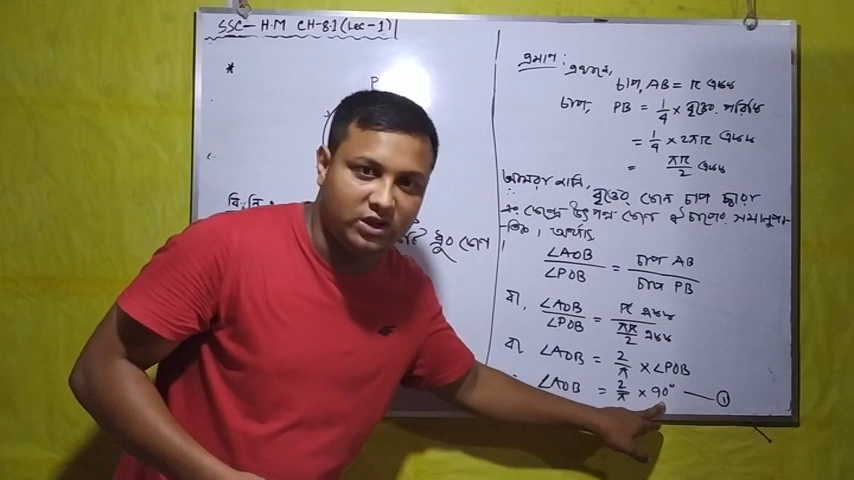 SSC- H.M CH-8.1 (Lec-1)
*
P
বি: নি:
ধ্রুব কোণ
প্রমাণ: এখানে,
চাপ, AB = r একক
চাপ, PB = 1/4 × বৃত্তের পরিধি
= 1/4 × 2πr একক
= πr/2 একক
আমরা জানি, বৃত্তের কোন চাপ দ্বারা
কেন্দ্রে উৎপন্ন কোণ ঐ চাপের সমানুপা-
-তিক। অর্থাৎ
∠AOB/∠POB = চাপ AB/চাপ PB
বা, ∠AOB/∠POB = r একক/πr/2 একক
বা, ∠AOB = 2/π × ∠POB
∠AOB = 2/π × 90° — ①